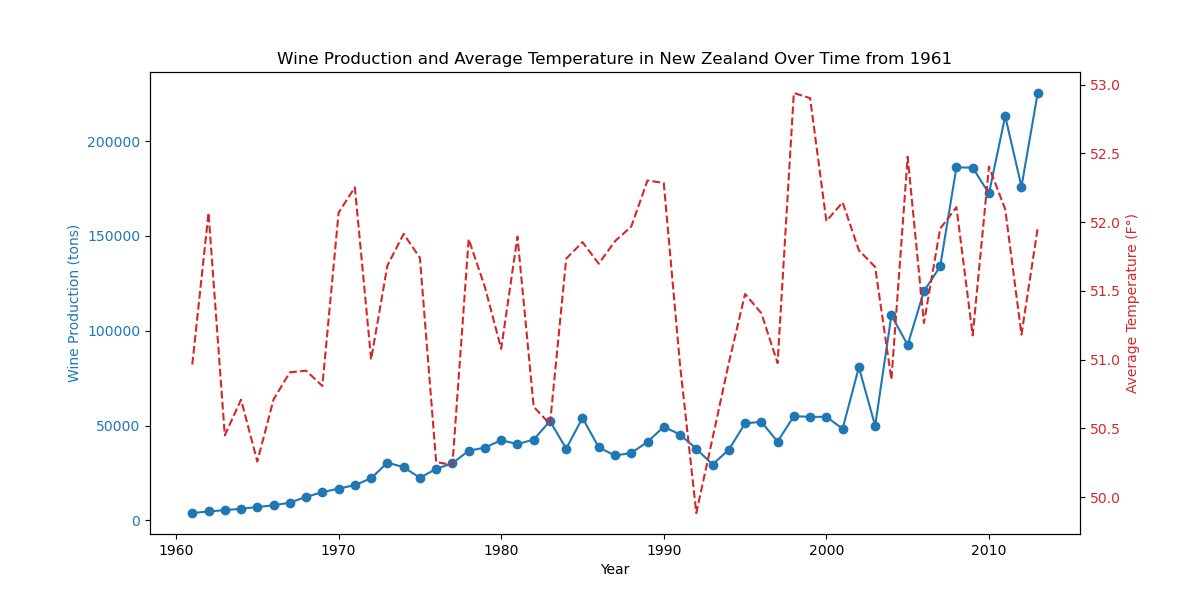 Wine Production and Average Temperature in New Zealand Over Time from 1961
Wine Production (tons)
200000
150000
100000
50000
0
53.0
52.5
52.0
51.5
51.0
50.5
50.0
Average Temperature (F°)
1960 1970 1980 1990 2000 2010
Year